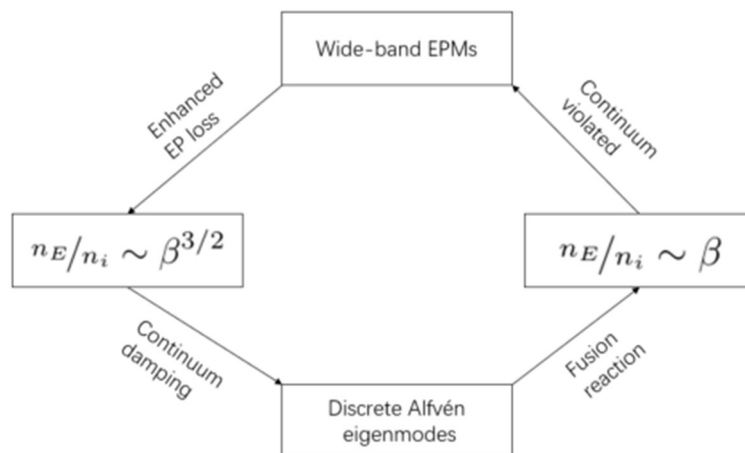 Wide-band EPMs
Enhanced
EP loss
Continuum
violated
n_E/n_i ∼ β^{3/2}
n_E/n_i ∼ β
Continuum
damping
Fusion
reaction
Discrete Alfvén
eigenmodes